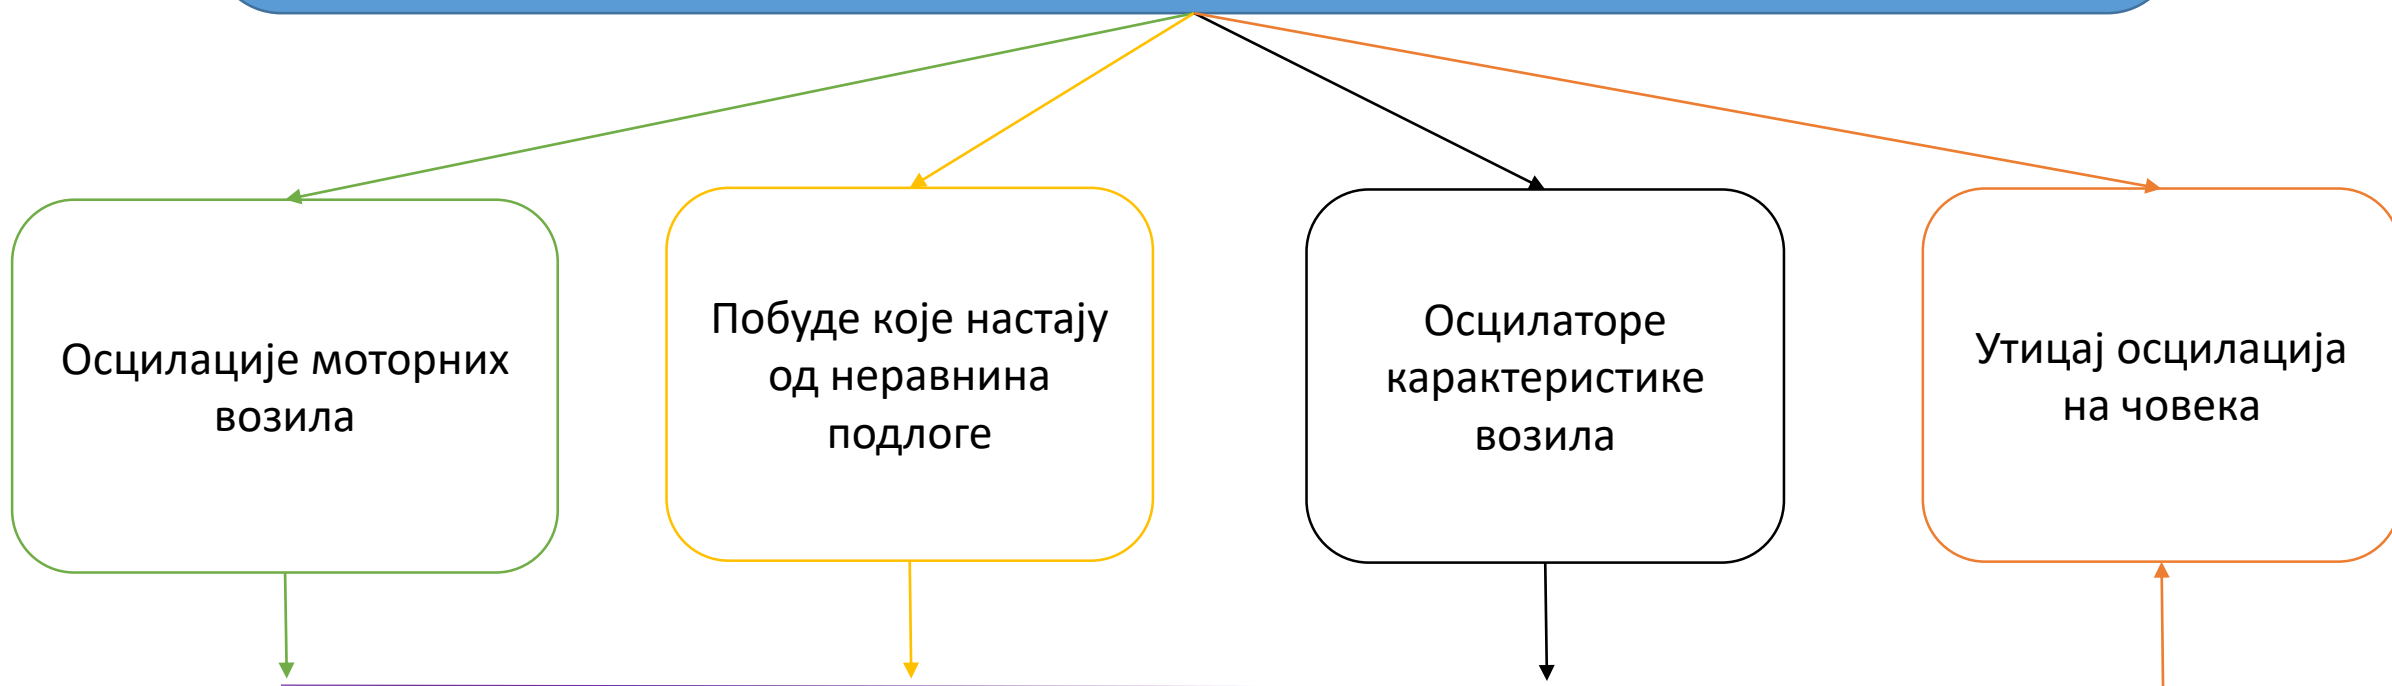 Осцилације моторних
возила
Побуде које настају
од неравнина
подлоге
Осцилаторе
карактеристике
возила
Утицај осцилација
на човека